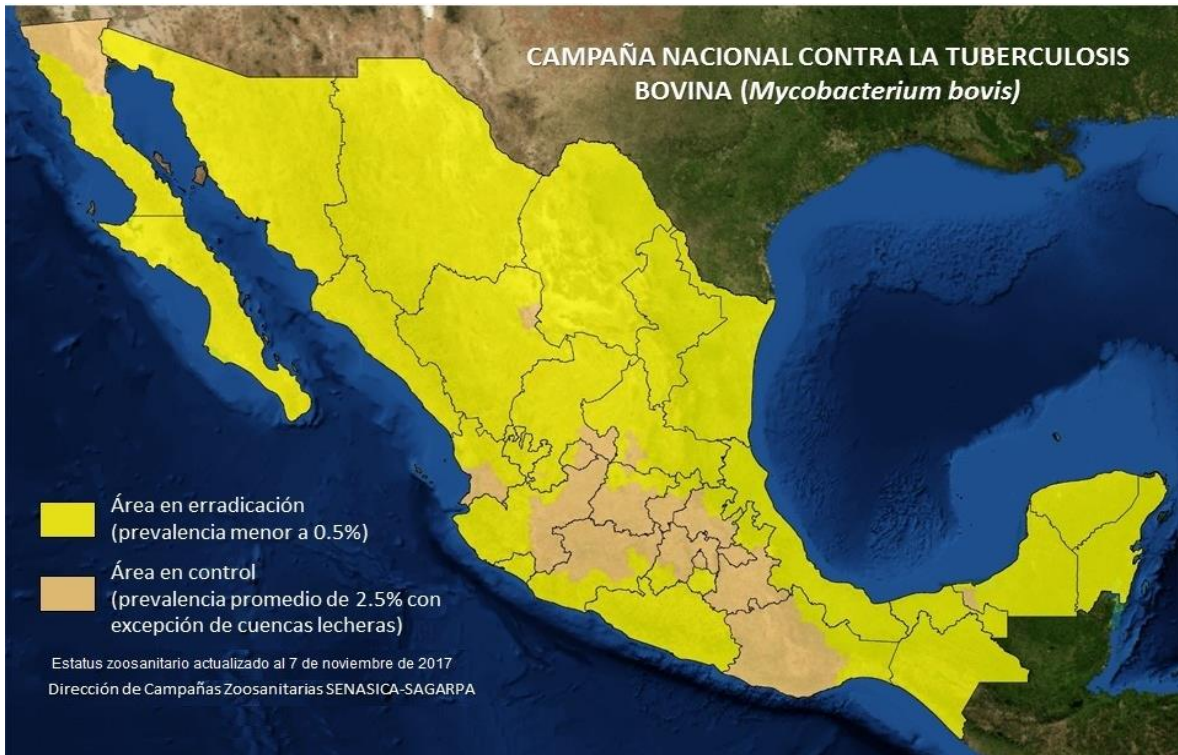 CAMPAÑA NACIONAL CONTRA LA TUBERCULOSIS
BOVINA (Mycobacterium bovis)
Área en erradicación
(prevalencia menor a 0.5%)
Área en control
(prevalencia promedio de 2.5% con
excepción de cuencas lecheras)
Estatus zoosanitario actualizado al 7 de noviembre de 2017
Dirección de Campañas Zoosanitarias SENASICA-SAGARPA